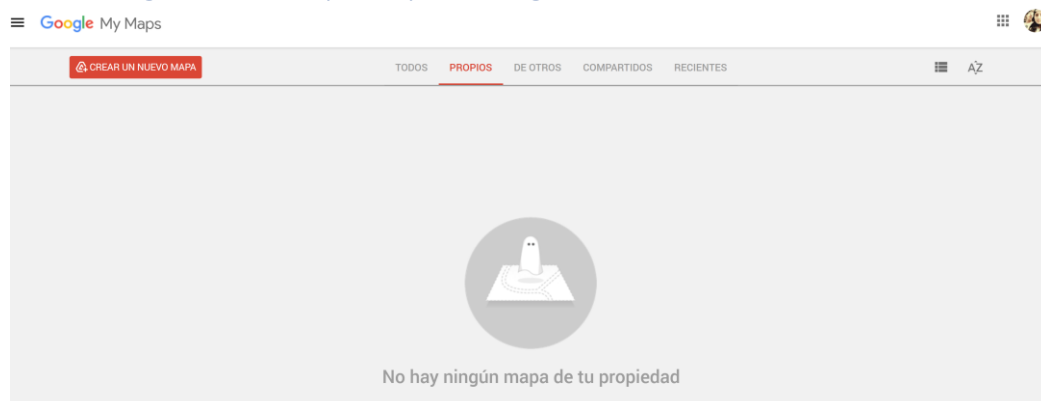 Google My Maps
CREAR UN NUEVO MAPA
TODOS PROPIOS DE OTROS COMPARTIDOS RECIENTES
AZ
No hay ningún mapa de tu propiedad